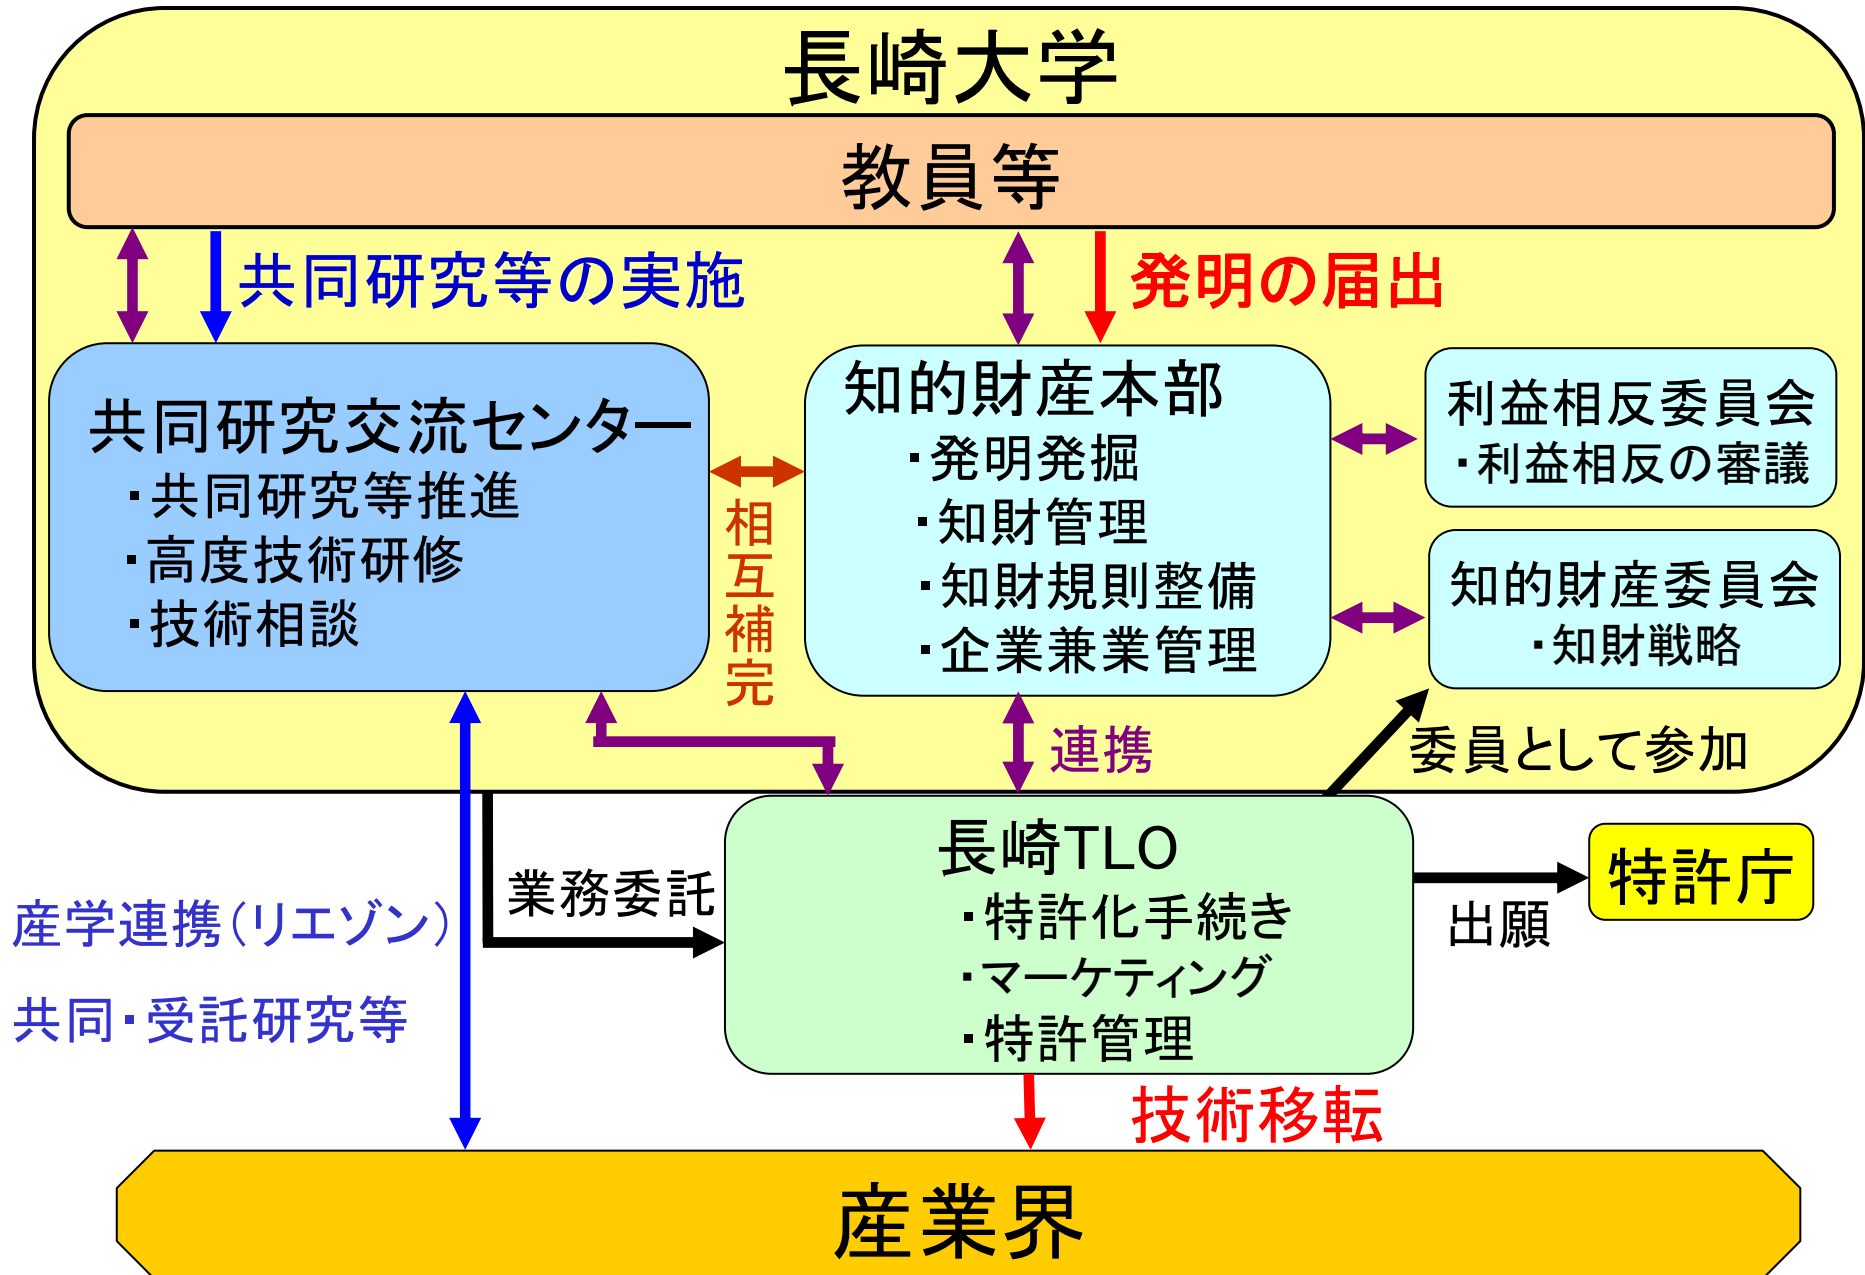 長崎大学
教員等
共同研究等の実施
発明の届出
共同研究交流センター
・共同研究等推進
・高度技術研修
・技術相談
相互補完
知的財産本部
・発明発掘
・知財管理
・知財規則整備
・企業兼業管理
利益相反委員会
・利益相反の審議
知的財産委員会
・知財戦略
連携
委員として参加
長崎TLO
・特許化手続き
・マーケティング
・特許管理
業務委託
特許庁
出願
産学連携(リエゾン)
共同・受託研究等
技術移転
産業界